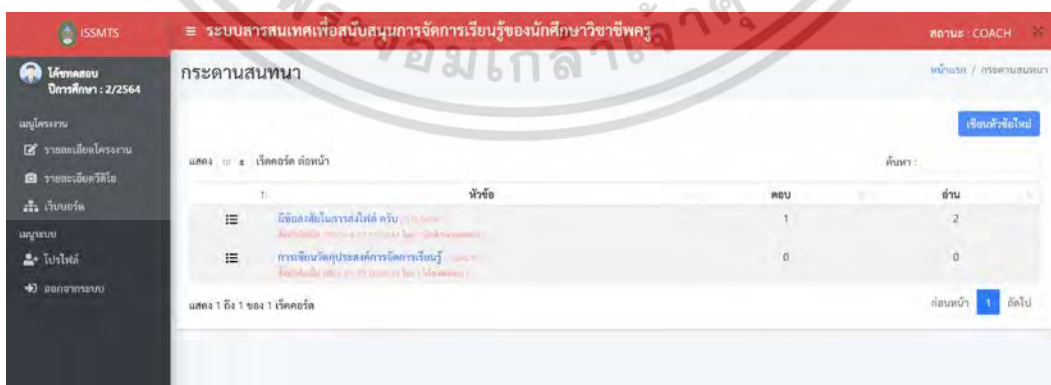 ISSMTS
≡ ระบบสารสนเทศเพื่อสนับสนุนการจัดการเรียนรู้ของนักศึกษาวิชาชีพครู
สถานะ : COACH
พระจอมเกล้าเจ้าคุ
โค้ชทดสอบ
ปีการศึกษา : 2/2564
กระดานสนทนา
หน้าแรก / กระดานสนทนา
เมนูโครงงาน
รายละเอียดโครงงาน
รายละเอียดวีดีโอ
เว็บบอร์ด
เมนูระบบ
โปรไฟล์
ออกจากระบบ
เขียนหัวข้อใหม่
แสดง 10 เร็คคอร์ด ต่อหน้า
ค้นหา :
หัวข้อ ตอบ อ่าน
มีข้อสงสัยในการส่งไฟล์ ครับ
1 2
การเขียนวัตถุประสงค์การจัดการเรียนรู้
0 0
แสดง 1 ถึง 1 ของ 1 เร็คคอร์ด
ก่อนหน้า 1 ถัดไป